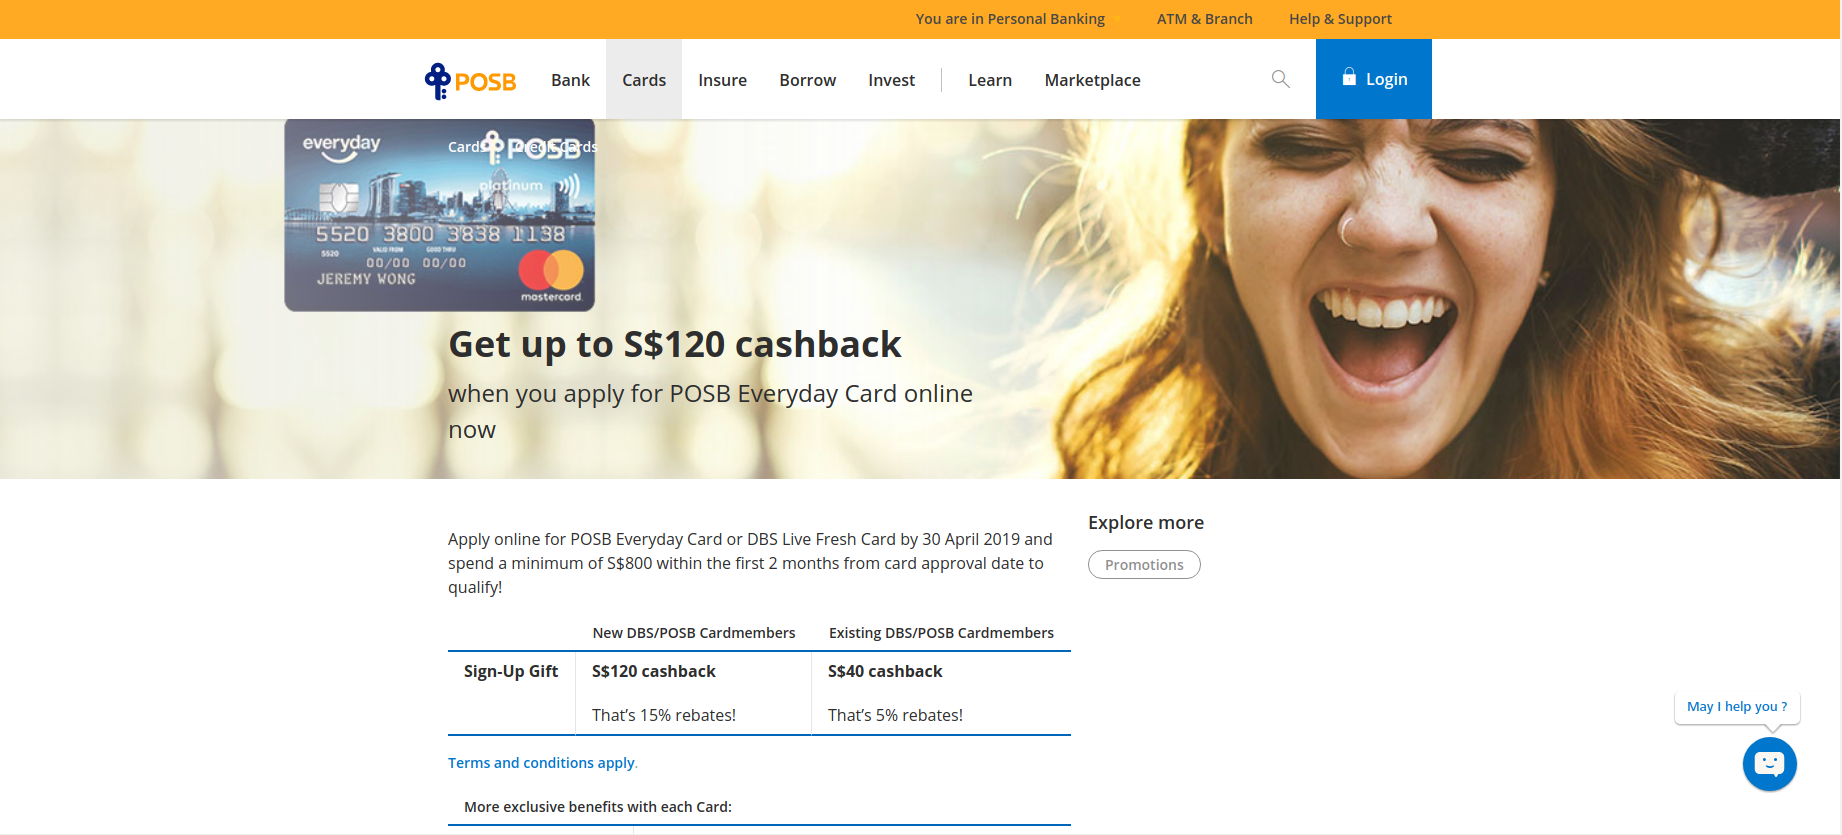 You are in Personal Banking
ATM & Branch
Help & Support
POSB
Bank
Cards
Insure
Borrow
Invest
Learn
Marketplace
Login
everyday
POSB
Cards
Credit Cards
platinum
5520 3800 3838 1138
5520
VALID FROM
GOOD THRU
00/00 00/00
JEREMY WONG
mastercard.
Get up to S$120 cashback
when you apply for POSB Everyday Card online
now
Apply online for POSB Everyday Card or DBS Live Fresh Card by 30 April 2019 and
spend a minimum of S$800 within the first 2 months from card approval date to
qualify!
Explore more
Promotions
New DBS/POSB Cardmembers
Existing DBS/POSB Cardmembers
Sign-Up Gift
S$120 cashback
S$40 cashback
That’s 15% rebates!
That’s 5% rebates!
Terms and conditions apply.
More exclusive benefits with each Card:
May I help you ?